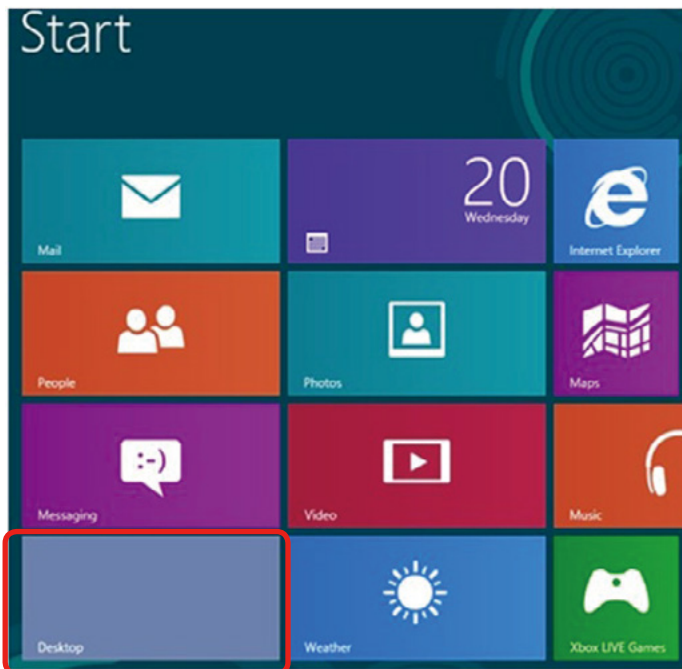 Start
20
Wednesday
Mail
Internet Explorer
People
Photos
Maps
:-)
Messaging
Video
Music
Desktop
Weather
Xbox LIVE Games